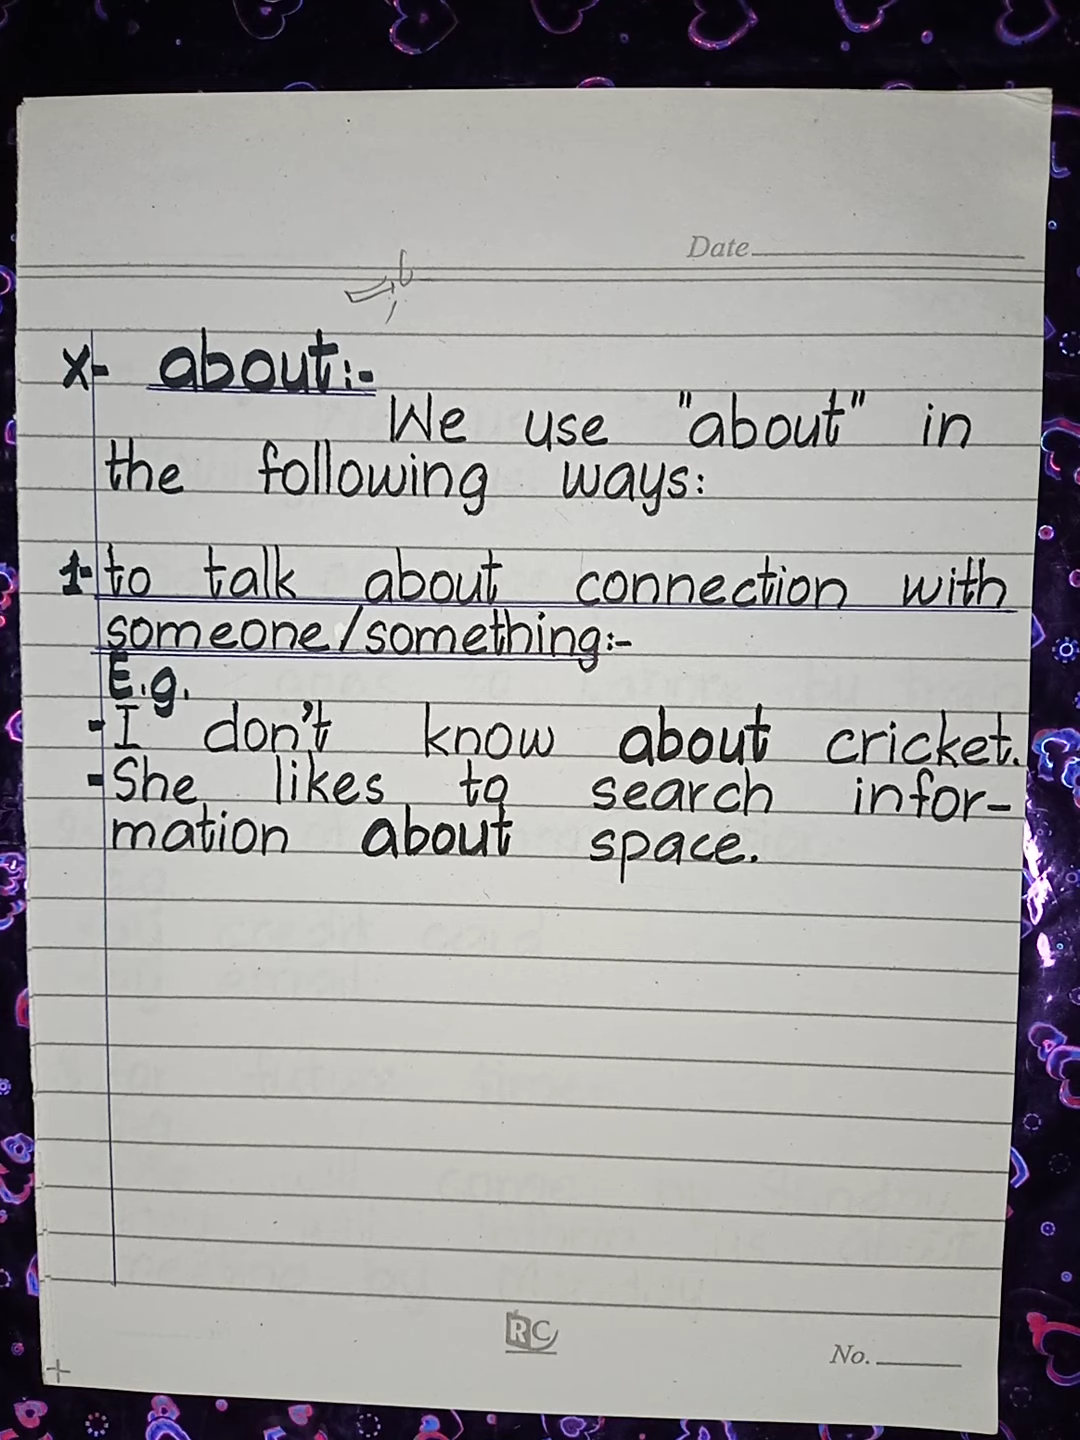 Date
x- about:-
We use "about" in
the following ways:
1- to talk about connection with
someone/something:-
E.g.
- I don't know about cricket.
- She likes to search infor-
mation about space.
RC
No.